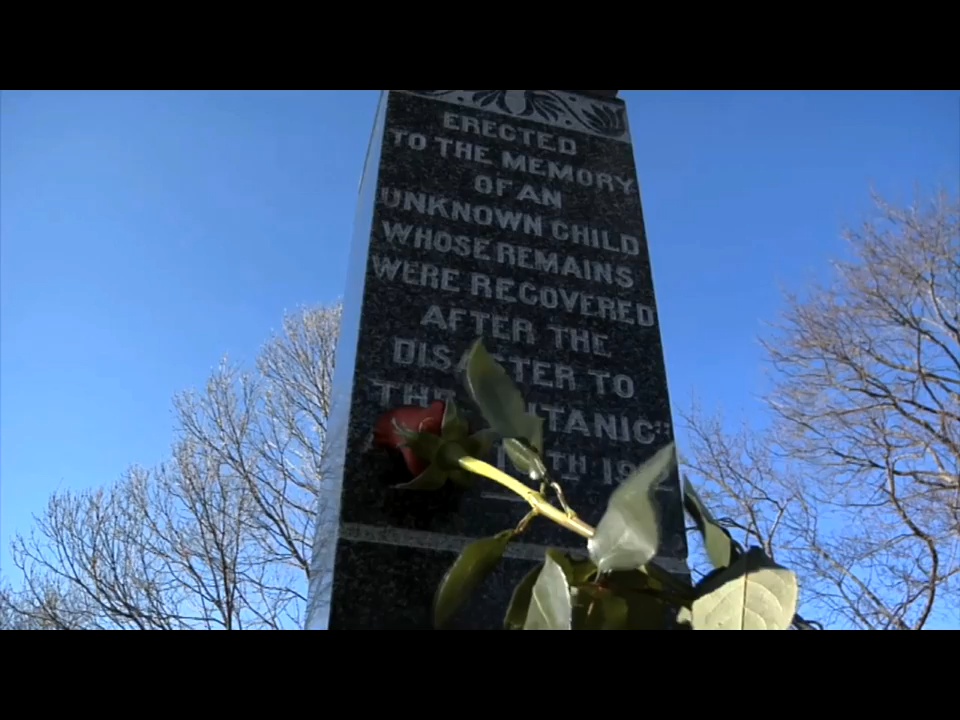 ERECTED
TO THE MEMORY
OF AN
UNKNOWN CHILD
WHOSE REMAINS
WERE RECOVERED
AFTER THE
TO